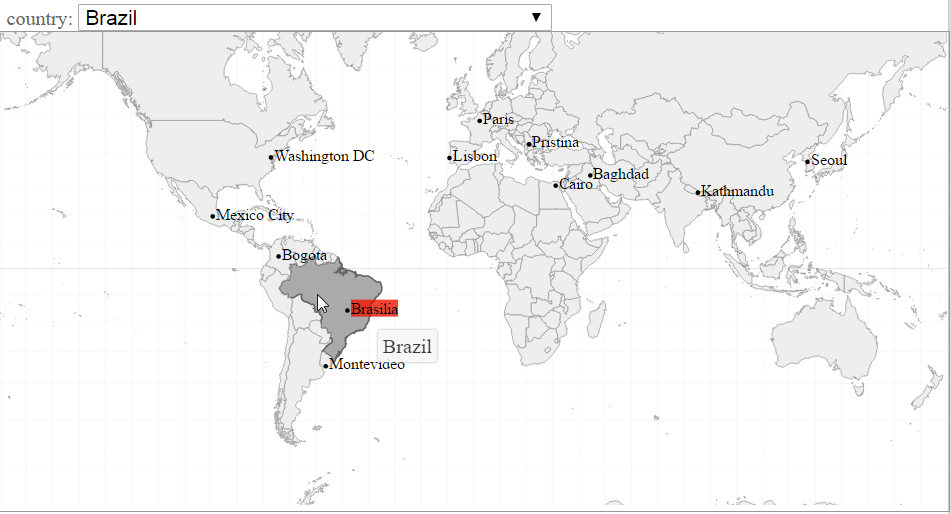 country: Brazil
Paris
Pristina
Washington DC
Lisbon
Seoul
Baghdad
Cairo
Kathmandu
Mexico City
Bogota
Brasilia
Brazil
Montevideo